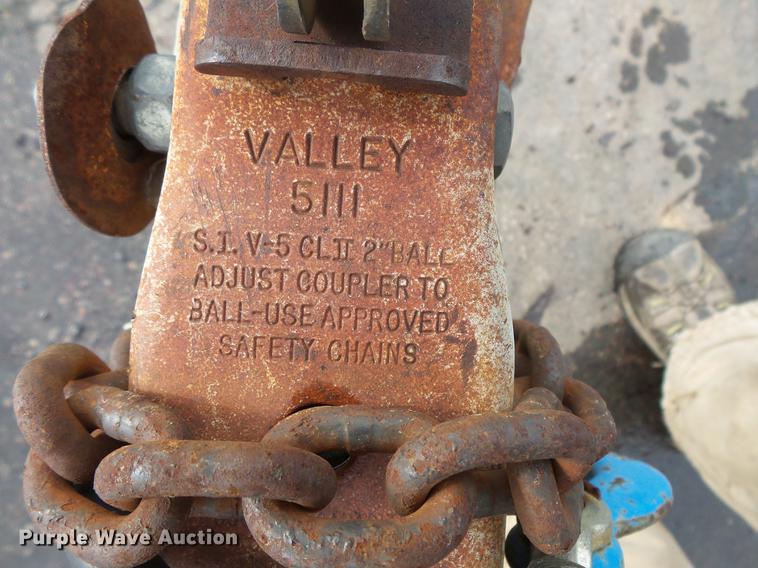 VALLEY
5111
S.I. V-5 CL II 2" BALL
ADJUST COUPLER TO
BALL-USE APPROVED
SAFETY CHAINS
Purple Wave Auction